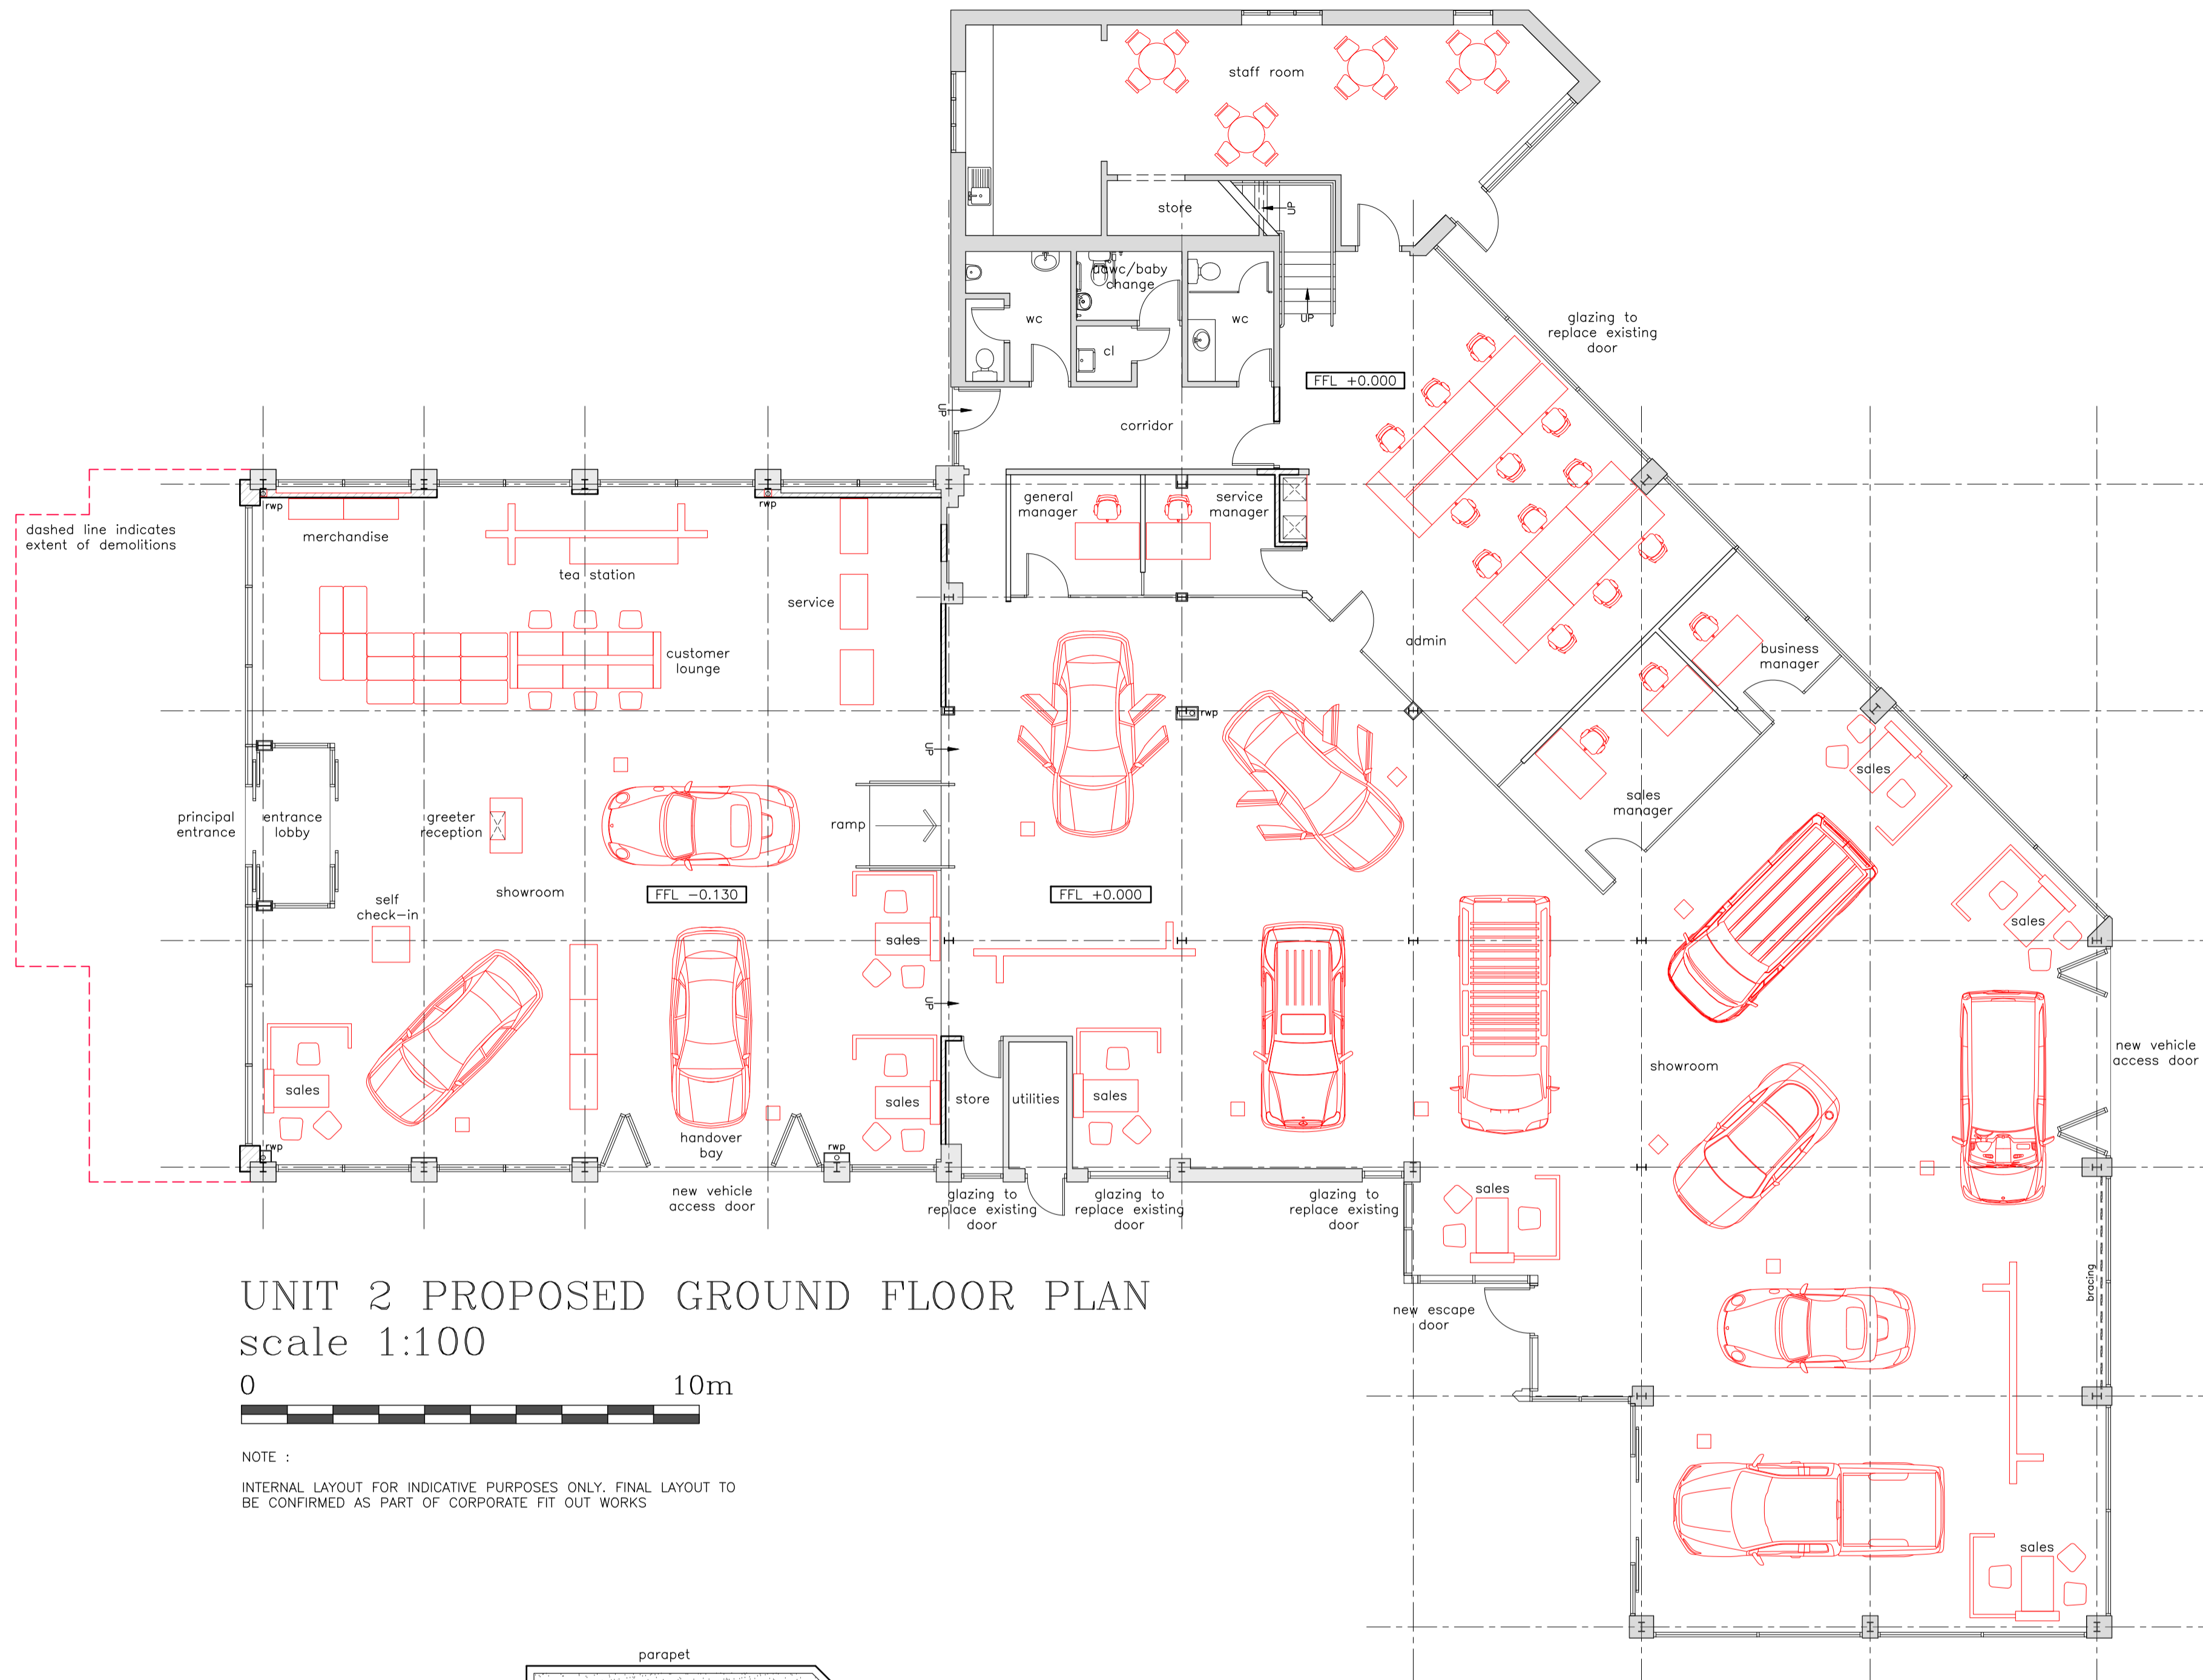 staff room
store
UP
uawc/baby
change
wc
wc
cl
UP
glazing to
replace existing
door
FFL +0.000
UP
corridor
general
manager
service
manager
rwp
rwp
dashed line indicates
extent of demolitions
merchandise
tea station
service
customer
lounge
admin
business
manager
rwp
UP
sales
sales
manager
principal
entrance
entrance
lobby
greeter
reception
ramp
showroom
FFL -0.130
FFL +0.000
self
check-in
sales
sales
UP
showroom
new vehicle
access door
sales
sales
store
utilities
sales
rwp
handover
bay
rwp
new vehicle
access door
glazing to
replace existing
door
glazing to
replace existing
door
glazing to
replace existing
door
sales
bracing
new escape
door
UNIT 2 PROPOSED GROUND FLOOR PLAN
scale 1:100
0 10m
NOTE :
INTERNAL LAYOUT FOR INDICATIVE PURPOSES ONLY. FINAL LAYOUT TO
BE CONFIRMED AS PART OF CORPORATE FIT OUT WORKS
sales
parapet